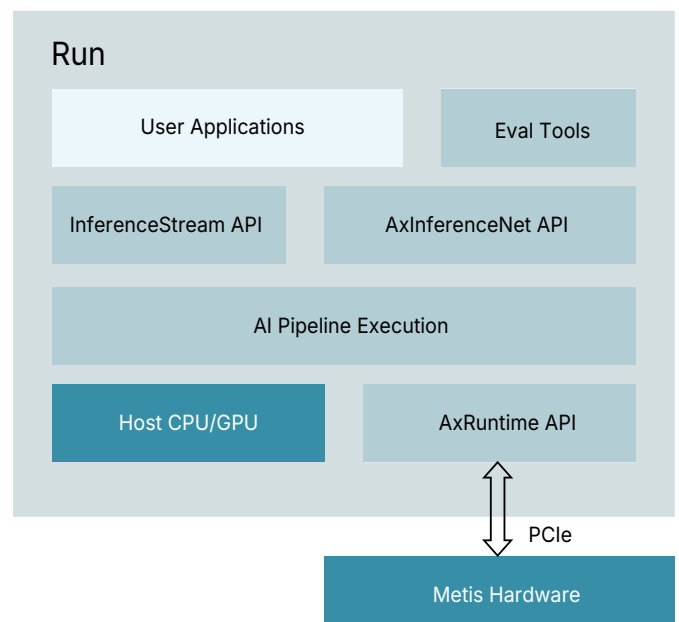 Run
User Applications
Eval Tools
InferenceStream API
AxInferenceNet API
AI Pipeline Execution
Host CPU/GPU
AxRuntime API
PCIe
Metis Hardware